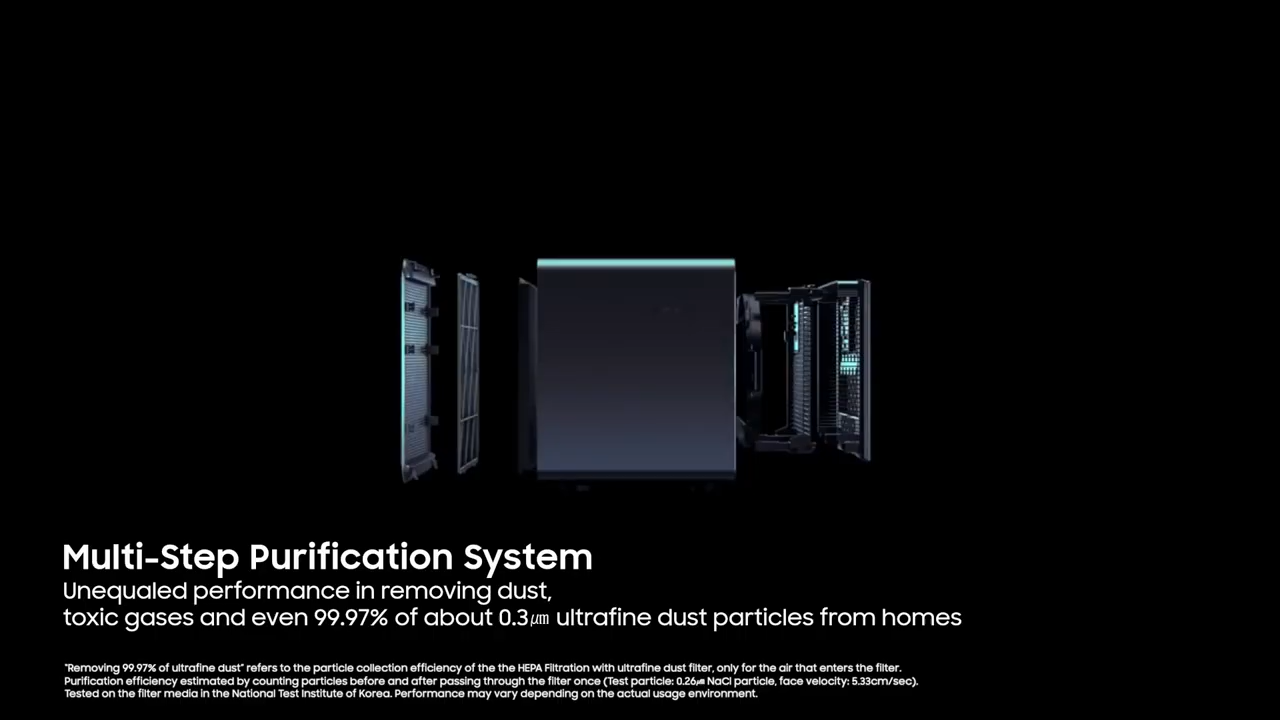 Multi-Step Purification System
Unequaled performance in removing dust,
toxic gases and even 99.97% of about 0.3㎛ ultrafine dust particles from homes
"Removing 99.97% of ultrafine dust" refers to the particle collection efficiency of the the HEPA Filtration with ultrafine dust filter, only for the air that enters the filter.
Purification efficiency estimated by counting particles before and after passing through the filter once (Test particle: 0.26㎛ NaCl particle, face velocity: 5.33cm/sec).
Tested on the filter media in the National Test Institute of Korea. Performance may vary depending on the actual usage environment.